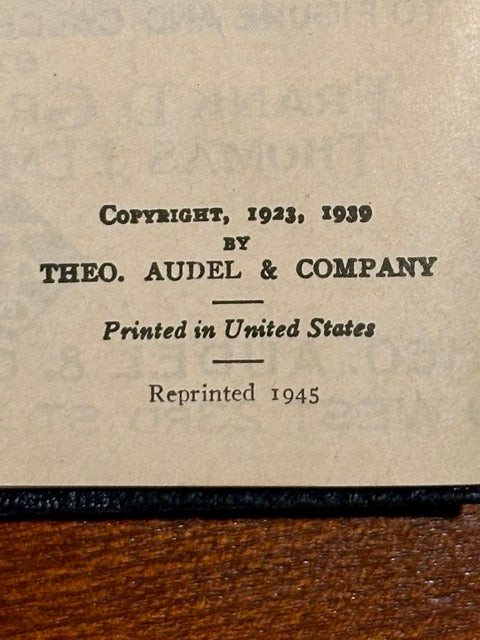 COPYRIGHT, 1923, 1939
BY
THEO. AUDEL & COMPANY
Printed in United States
Reprinted 1945